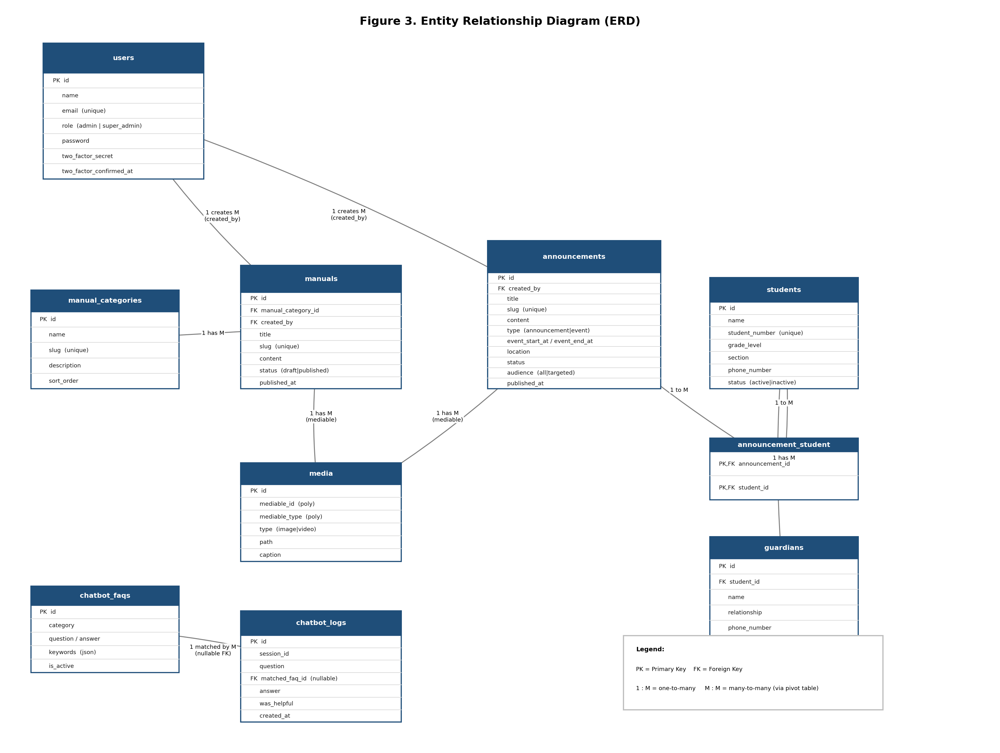 Figure 3. Entity Relationship Diagram (ERD)
users
PK id
name
email (unique)
role (admin | super_admin)
password
two_factor_secret
two_factor_confirmed_at
1 creates M
(created_by)
1 creates M
(created_by)
manual_categories
PK id
name
slug (unique)
description
sort_order
1 has M
manuals
PK id
FK manual_category_id
FK created_by
title
slug (unique)
content
status (draft|published)
published_at
announcements
PK id
FK created_by
title
slug (unique)
content
type (announcement|event)
event_start_at / event_end_at
location
status
audience (all|targeted)
published_at
students
PK id
name
student_number (unique)
grade_level
section
phone_number
status (active|inactive)
1 has M
(mediable)
1 has M
(mediable)
1 to M
1 to M
media
PK id
mediable_id (poly)
mediable_type (poly)
type (image|video)
path
caption
announcement_student
1 has M
PK,FK announcement_id
PK,FK student_id
guardians
PK id
FK student_id
name
relationship
phone_number
chatbot_faqs
PK id
category
question / answer
keywords (json)
is_active
1 matched by M
(nullable FK)
chatbot_logs
PK id
session_id
question
FK matched_faq_id (nullable)
answer
was_helpful
created_at
Legend:
PK = Primary Key FK = Foreign Key
1 : M = one-to-many M : M = many-to-many (via pivot table)